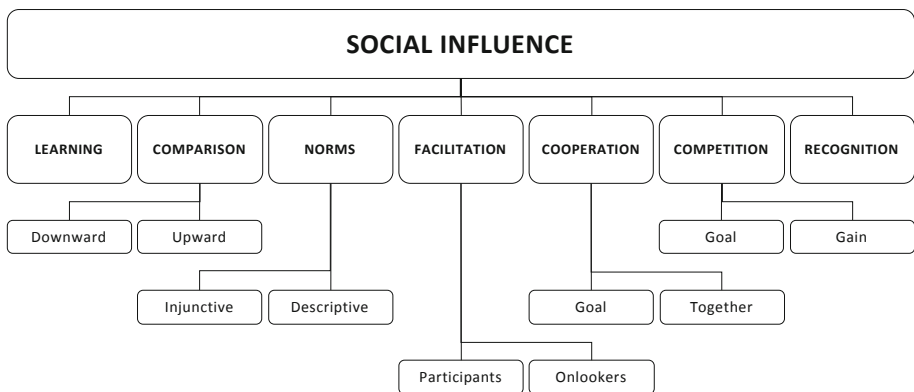 SOCIAL INFLUENCE
LEARNING
COMPARISON
NORMS
FACILITATION
COOPERATION
COMPETITION
RECOGNITION
Downward
Upward
Goal
Gain
Injunctive
Descriptive
Goal
Together
Participants
Onlookers